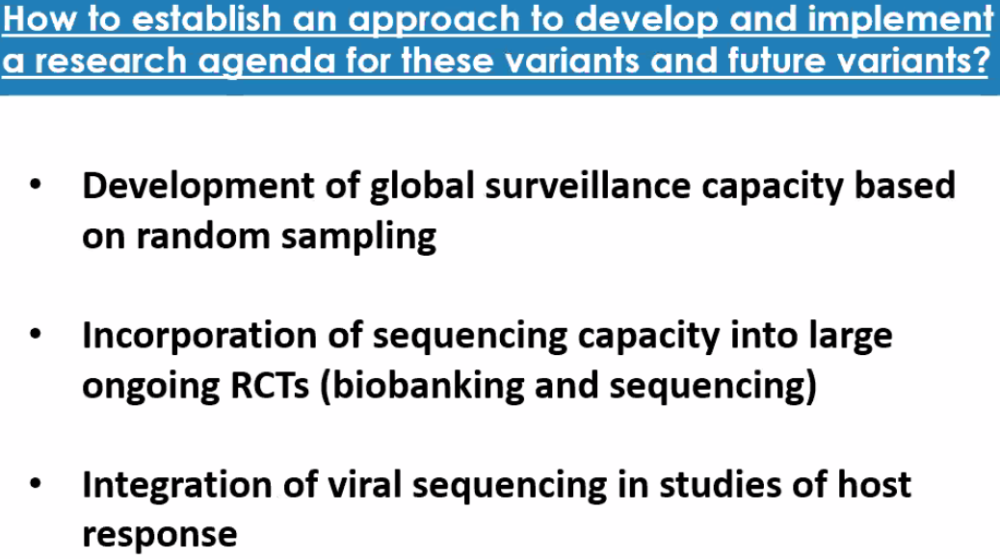 How to establish an approach to develop and implement
a research agenda for these variants and future variants?
• Development of global surveillance capacity based
on random sampling
• Incorporation of sequencing capacity into large
ongoing RCTs (biobanking and sequencing)
• Integration of viral sequencing in studies of host
response